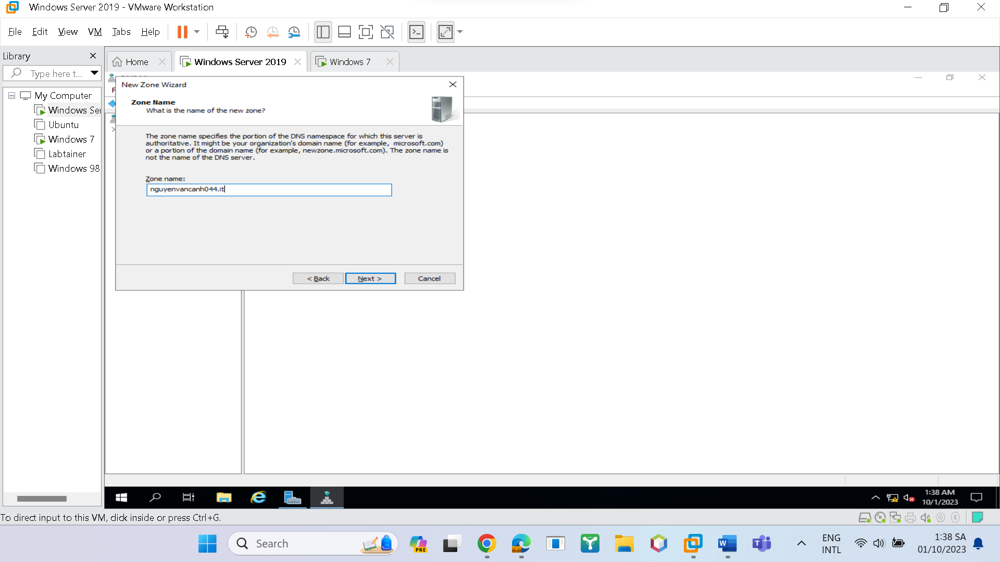 Windows Server 2019 - VMware Workstation
File Edit View VM Tabs Help
Library
Home
Windows Server 2019
Windows 7
Type here t...
My Computer
Windows Ser
Ubuntu
Windows 7
Labtainer
Windows 98
New Zone Wizard
Zone Name
What is the name of the new zone?
The zone name specifies the portion of the DNS namespace for which this server is
authoritative. It might be your organization's domain name (for example, microsoft.com)
or a portion of the domain name (for example, newzone.microsoft.com). The zone name is
not the name of the DNS server.
Zone name:
nguyenvancanh044.it
< Back
Next >
Cancel
1:38 AM
10/1/2023
To direct input to this VM, click inside or press Ctrl+G.
Search
PRE
ENG
INTL
1:38 SA
01/10/2023